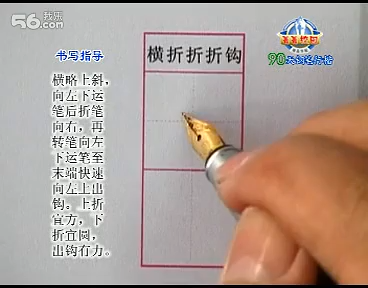 56.我乐
.com
书写指导
横折折折钩
横略上斜，
向左下运
笔后折笔
向右，再
转笔向左
下运笔至
末端快速
向左上出
钩。上折
宜方，下
折宜圆，
出钩有力。